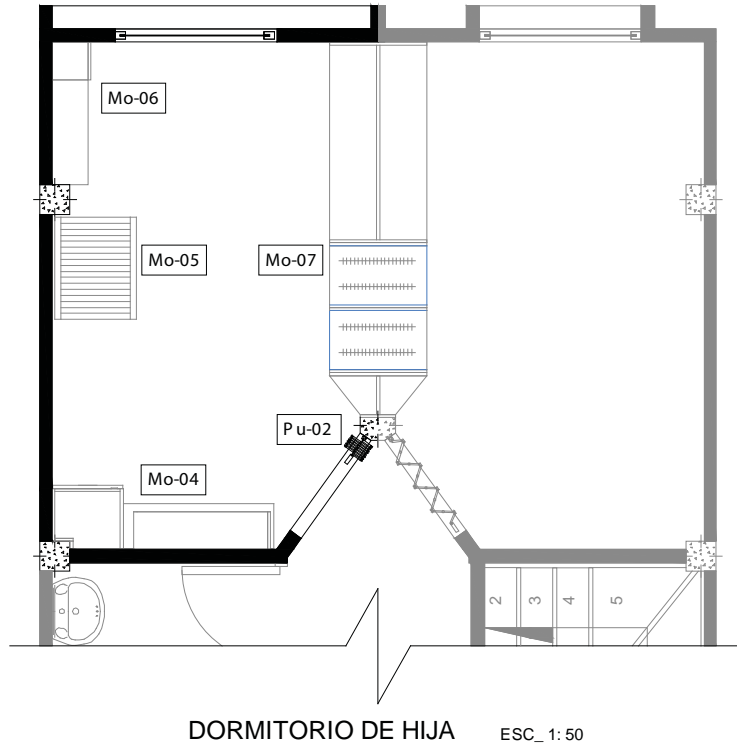 Mo-06
Mo-05
Mo-07
Pu-02
Mo-04
2 3 4 5
DORMITORIO DE HIJA ESC_ 1: 50